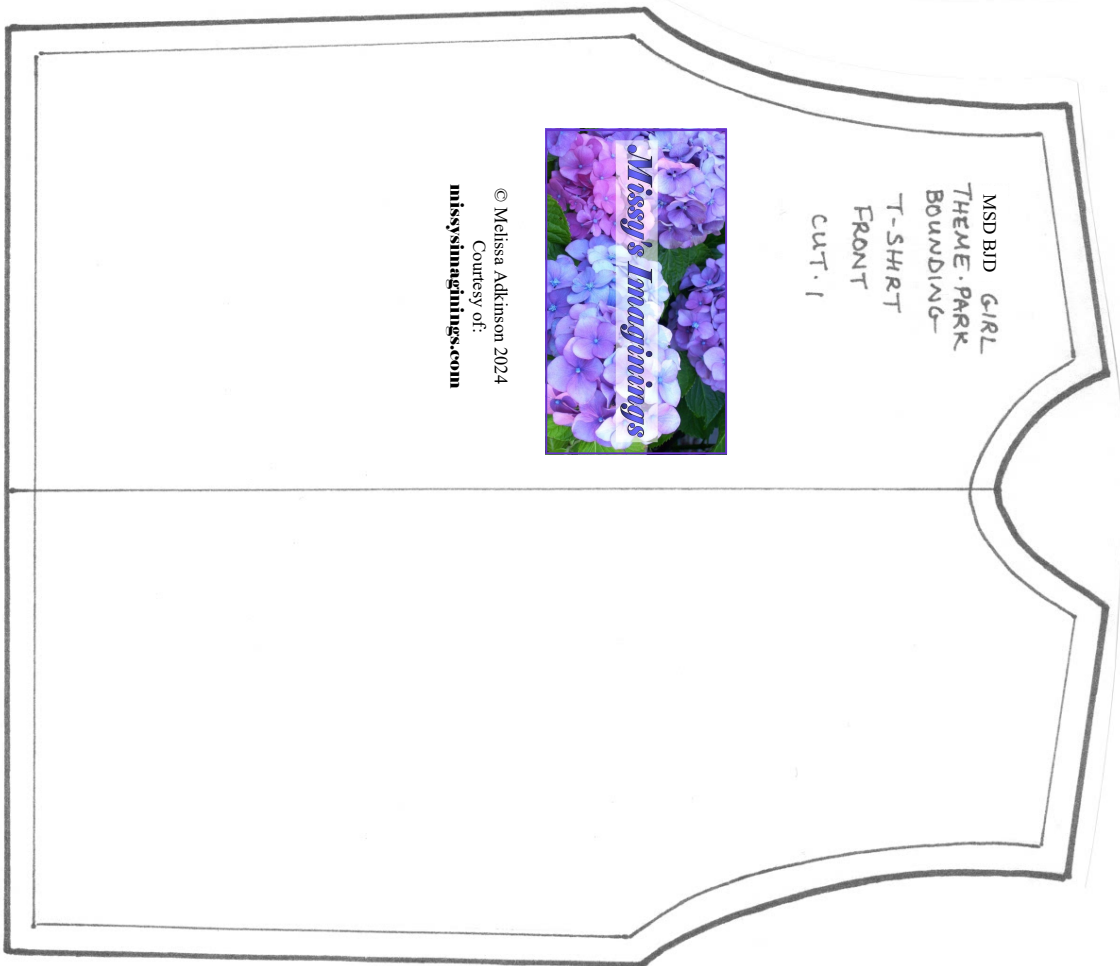 MSD BJD GIRL
THEME·PARK
BOUNDING
T-SHIRT
FRONT
CUT·1
Missy's Imaginings
© Melissa Adkinson 2024
Courtesy of:
missysimaginings.com